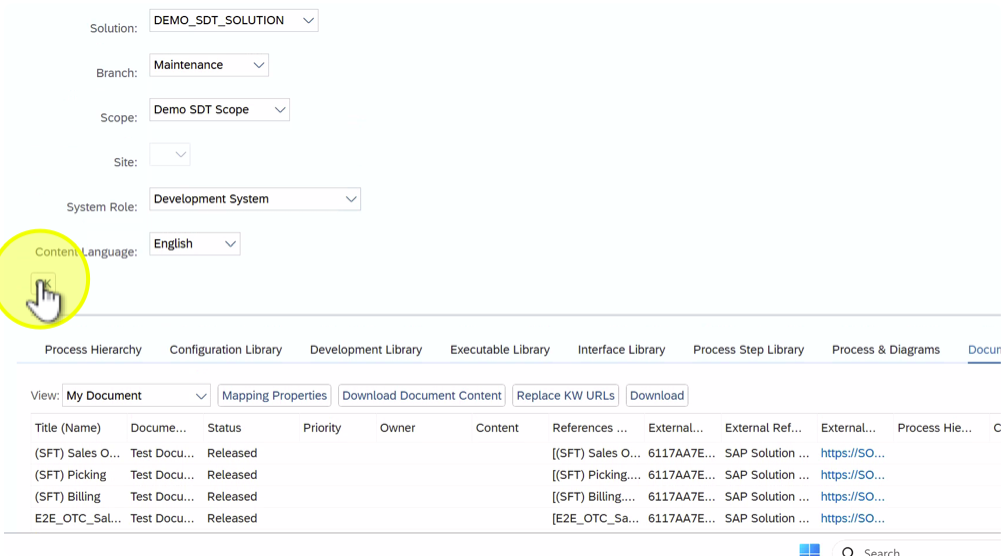 Solution: DEMO_SDT_SOLUTION
Branch: Maintenance
Scope: Demo SDT Scope
Site:
System Role: Development System
Content Language: English
Process Hierarchy Configuration Library Development Library Executable Library Interface Library Process Step Library Process & Diagrams Docum
View: My Document Mapping Properties Download Document Content Replace KW URLs Download
Title (Name) Docume... Status Priority Owner Content References ... External... External Ref... External... Process Hie... C
(SFT) Sales O... Test Docu... Released [(SFT) Sales O... 6117AA7E... SAP Solution ... https://SO...
(SFT) Picking Test Docu... Released [(SFT) Picking.... 6117AA7E... SAP Solution ... https://SO...
(SFT) Billing Test Docu... Released [(SFT) Billing.... 6117AA7E... SAP Solution ... https://SO...
E2E_OTC_Sal... Test Docu... Released [E2E_OTC_Sa... 6117AA7E... SAP Solution ... https://SO...
Search